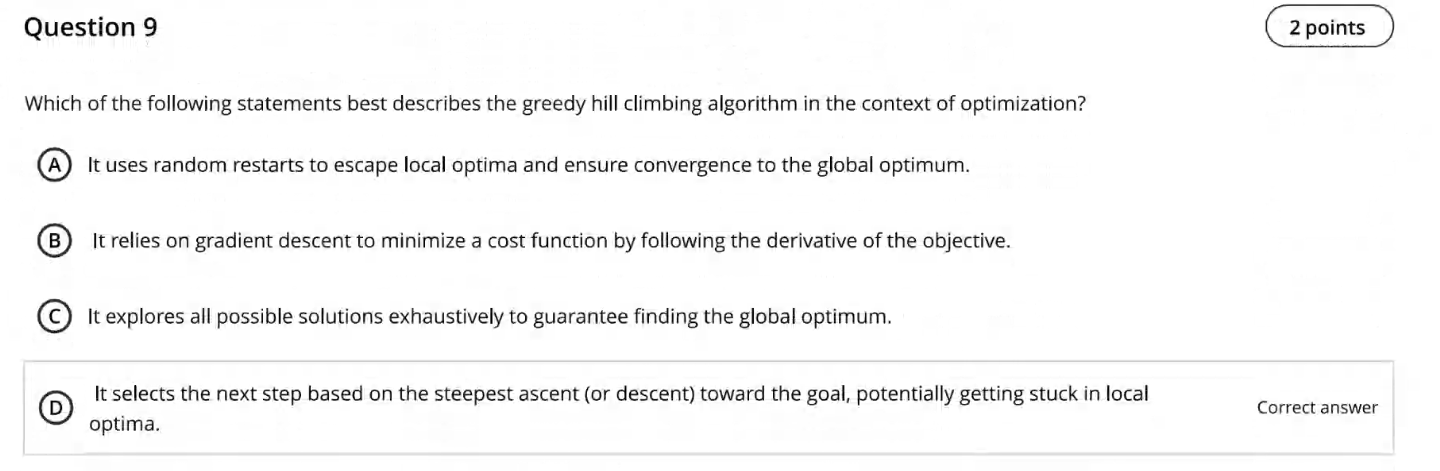 Question 9
2 points
Which of the following statements best describes the greedy hill climbing algorithm in the context of optimization?
A It uses random restarts to escape local optima and ensure convergence to the global optimum.
B It relies on gradient descent to minimize a cost function by following the derivative of the objective.
C It explores all possible solutions exhaustively to guarantee finding the global optimum.
D It selects the next step based on the steepest ascent (or descent) toward the goal, potentially getting stuck in local
optima.
Correct answer